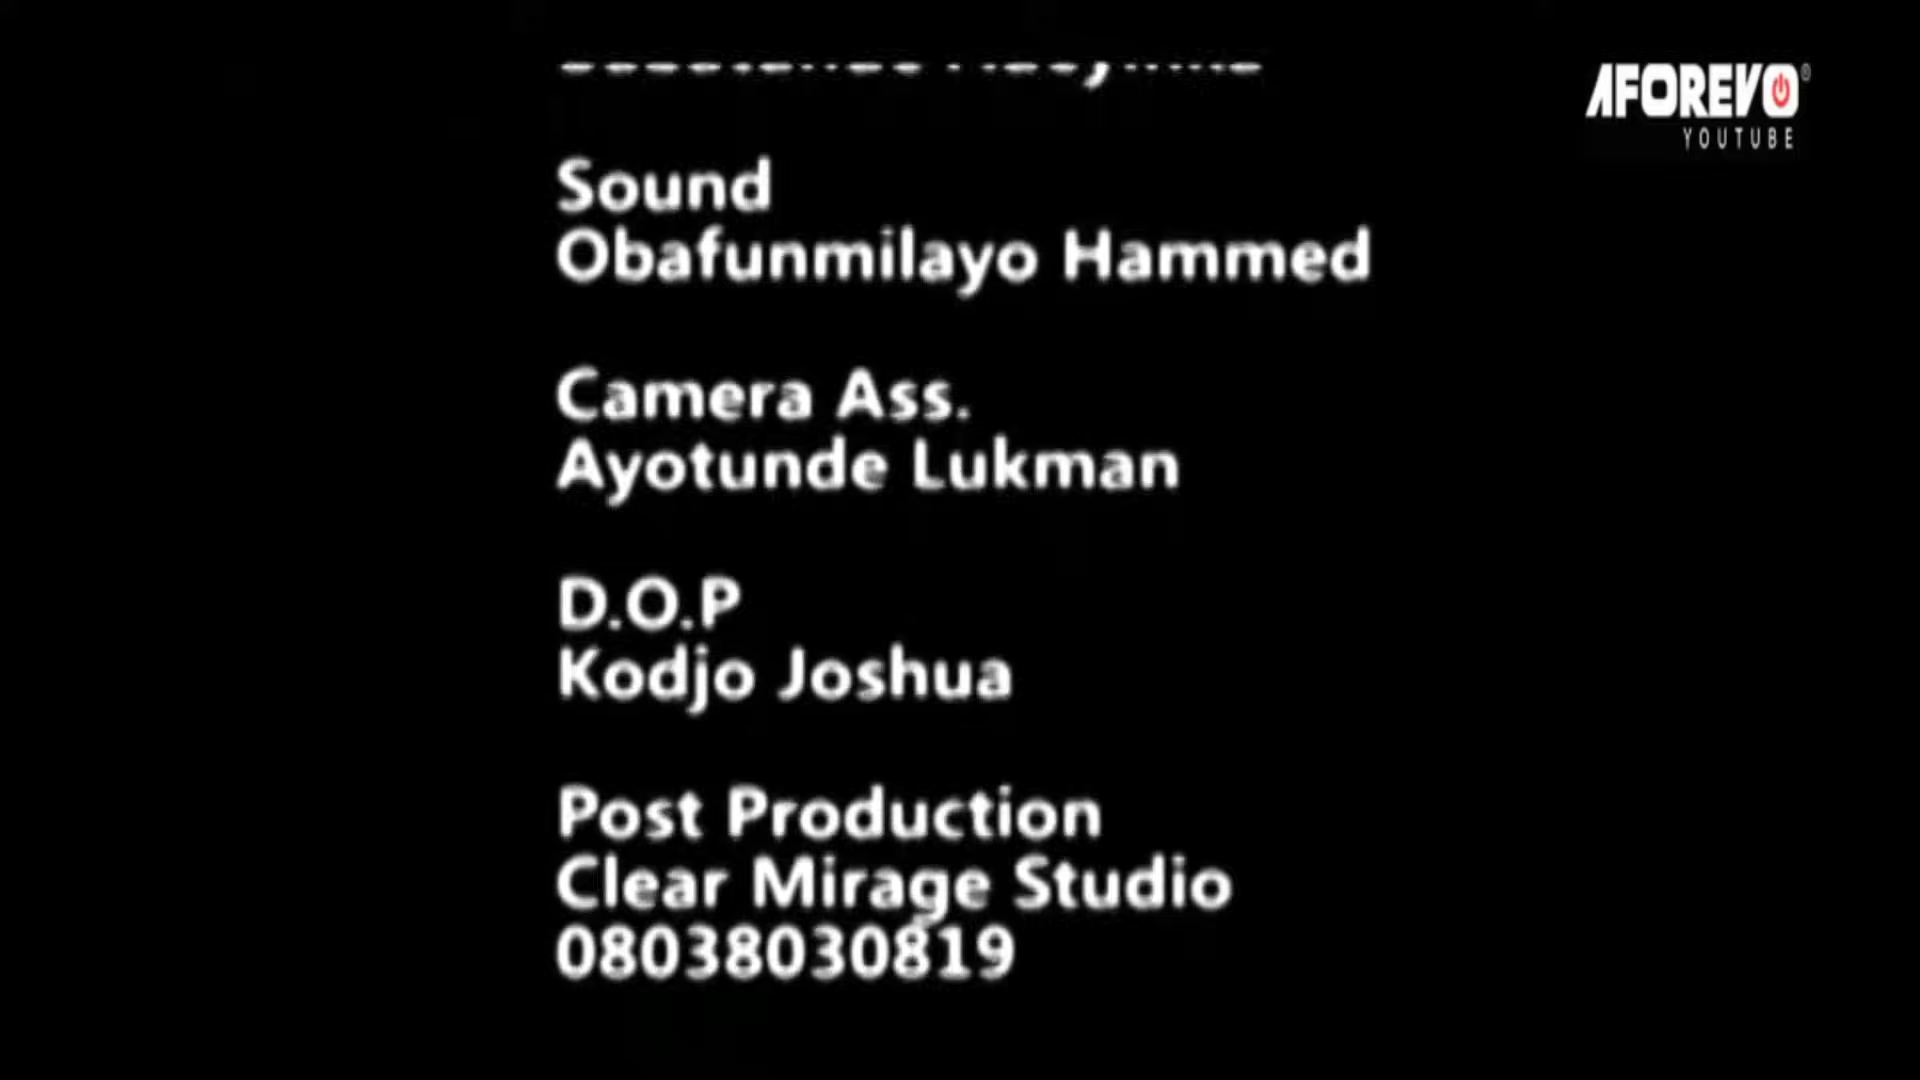 AFOREVO
YOUTUBE
Sound
Obafunmilayo Hammed
Camera Ass.
Ayotunde Lukman
D.O.P
Kodjo Joshua
Post Production
Clear Mirage Studio
08038030819